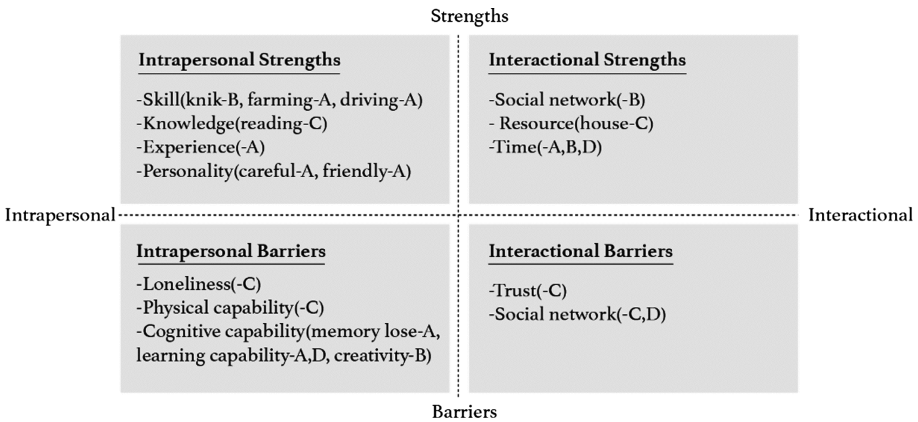 Strengths
Intrapersonal Strengths
-Skill(knik-B, farming-A, driving-A)
-Knowledge(reading-C)
-Experience(-A)
-Personality(careful-A, friendly-A)
Interactional Strengths
-Social network(-B)
- Resource(house-C)
-Time(-A,B,D)
Intrapersonal
Interactional
Intrapersonal Barriers
-Loneliness(-C)
-Physical capability(-C)
-Cognitive capability(memory lose-A,
learning capability-A,D, creativity-B)
Interactional Barriers
-Trust(-C)
-Social network(-C,D)
Barriers